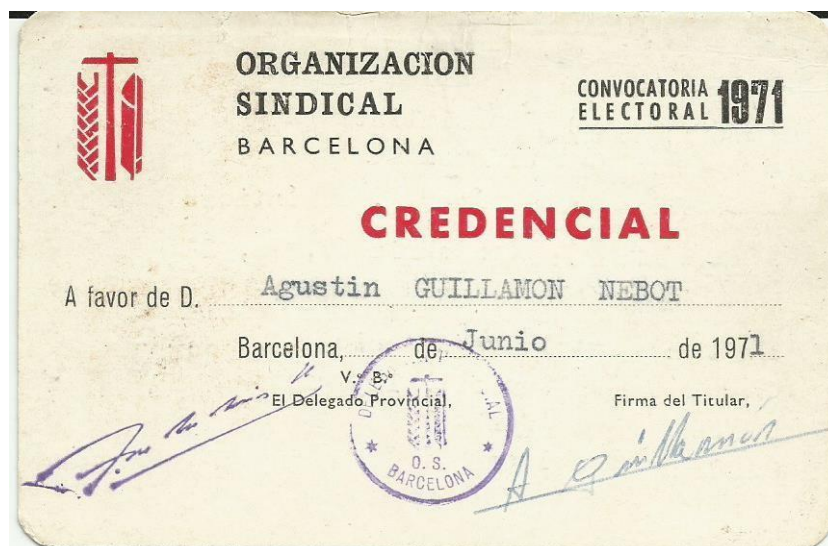 ORGANIZACION
SINDICAL
BARCELONA
CONVOCATORIA
ELECTORAL 1971
CREDENCIAL
A favor de D. Agustin GUILLAMON NEBOT
Barcelona, de Junio de 1971
V.º B.º
El Delegado Provincial,
Firma del Titular,
O. S.
BARCELONA
A Guillamón